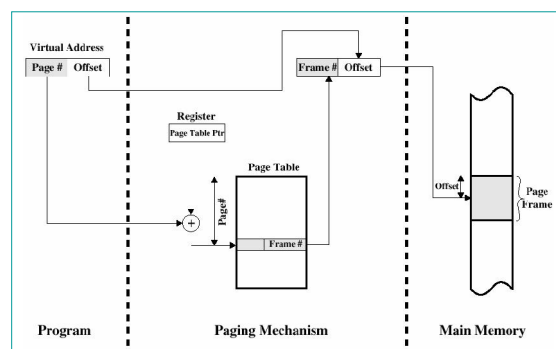 Virtual Address
Page # Offset
Frame # Offset
Register
Page Table Ptr
Page Table
Page#
Frame #
Offset
Page
Frame
Program
Paging Mechanism
Main Memory